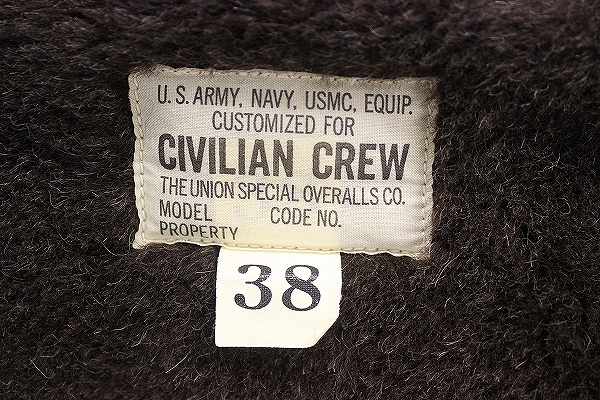 U.S. ARMY, NAVY, USMC, EQUIP.
CUSTOMIZED FOR
CIVILIAN CREW
THE UNION SPECIAL OVERALLS CO.
MODEL CODE NO.
PROPERTY
38